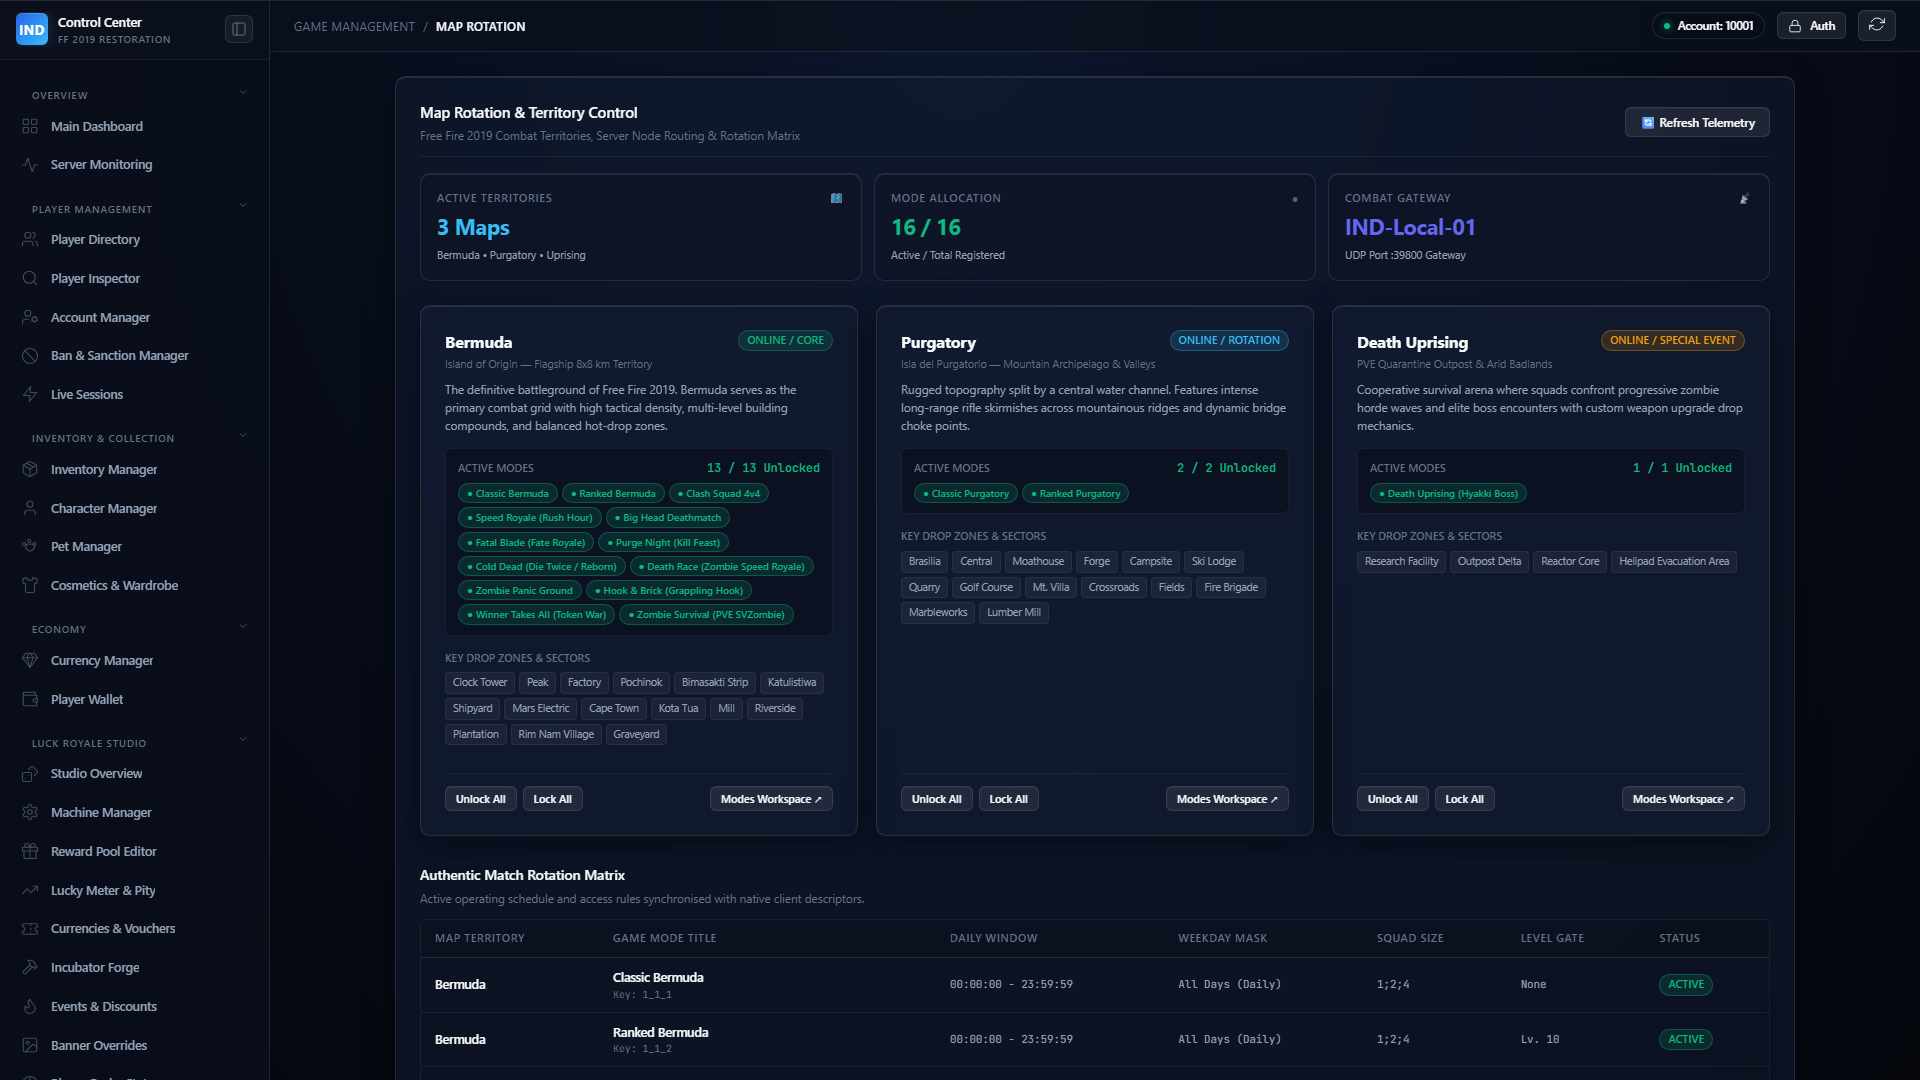 IND
Control Center
FF 2019 RESTORATION
OVERVIEW
Main Dashboard
Server Monitoring
PLAYER MANAGEMENT
Player Directory
Player Inspector
Account Manager
Ban & Sanction Manager
Live Sessions
INVENTORY & COLLECTION
Inventory Manager
Character Manager
Pet Manager
Cosmetics & Wardrobe
ECONOMY
Currency Manager
Player Wallet
LUCK ROYALE STUDIO
Studio Overview
Machine Manager
Reward Pool Editor
Lucky Meter & Pity
Currencies & Vouchers
Incubator Forge
Events & Discounts
Banner Overrides
GAME MANAGEMENT / MAP ROTATION
Account: 10001
Auth
Map Rotation & Territory Control
Free Fire 2019 Combat Territories, Server Node Routing & Rotation Matrix
Refresh Telemetry
ACTIVE TERRITORIES
3 Maps
Bermuda • Purgatory • Uprising
MODE ALLOCATION
16 / 16
Active / Total Registered
COMBAT GATEWAY
IND-Local-01
UDP Port :39800 Gateway
Bermuda
ONLINE / CORE
Island of Origin — Flagship 8x8 km Territory
The definitive battleground of Free Fire 2019. Bermuda serves as the
primary combat grid with high tactical density, multi-level building
compounds, and balanced hot-drop zones.
ACTIVE MODES 13 / 13 Unlocked
● Classic Bermuda ● Ranked Bermuda ● Clash Squad 4v4
● Speed Royale (Rush Hour) ● Big Head Deathmatch
● Fatal Blade (Fate Royale) ● Purge Night (Kill Feast)
● Cold Dead (Die Twice / Reborn) ● Death Race (Zombie Speed Royale)
● Zombie Panic Ground ● Hook & Brick (Grappling Hook)
● Winner Takes All (Token War) ● Zombie Survival (PVE SVZombie)
KEY DROP ZONES & SECTORS
Clock Tower Peak Factory Pochinok Bimasakti Strip Katulistiwa
Shipyard Mars Electric Cape Town Kota Tua Mill Riverside
Plantation Rim Nam Village Graveyard
Unlock All Lock All Modes Workspace ↗
Purgatory
ONLINE / ROTATION
Isla del Purgatorio — Mountain Archipelago & Valleys
Rugged topography split by a central water channel. Features intense
long-range rifle skirmishes across mountainous ridges and dynamic bridge
choke points.
ACTIVE MODES 2 / 2 Unlocked
● Classic Purgatory ● Ranked Purgatory
KEY DROP ZONES & SECTORS
Brasilia Central Moathouse Forge Campsite Ski Lodge
Quarry Golf Course Mt. Villa Crossroads Fields Fire Brigade
Marbleworks Lumber Mill
Unlock All Lock All Modes Workspace ↗
Death Uprising
ONLINE / SPECIAL EVENT
PVE Quarantine Outpost & Arid Badlands
Cooperative survival arena where squads confront progressive zombie
horde waves and elite boss encounters with custom weapon upgrade drop
mechanics.
ACTIVE MODES 1 / 1 Unlocked
● Death Uprising (Hyakki Boss)
KEY DROP ZONES & SECTORS
Research Facility Outpost Delta Reactor Core Helipad Evacuation Area
Unlock All Lock All Modes Workspace ↗
Authentic Match Rotation Matrix
Active operating schedule and access rules synchronised with native client descriptors.
MAP TERRITORY GAME MODE TITLE DAILY WINDOW WEEKDAY MASK SQUAD SIZE LEVEL GATE STATUS
Bermuda Classic Bermuda 00:00:00 - 23:59:59 All Days (Daily) 1;2;4 None ACTIVE
Key: 1_1_1
Bermuda Ranked Bermuda 00:00:00 - 23:59:59 All Days (Daily) 1;2;4 Lv. 10 ACTIVE
Key: 1_1_2